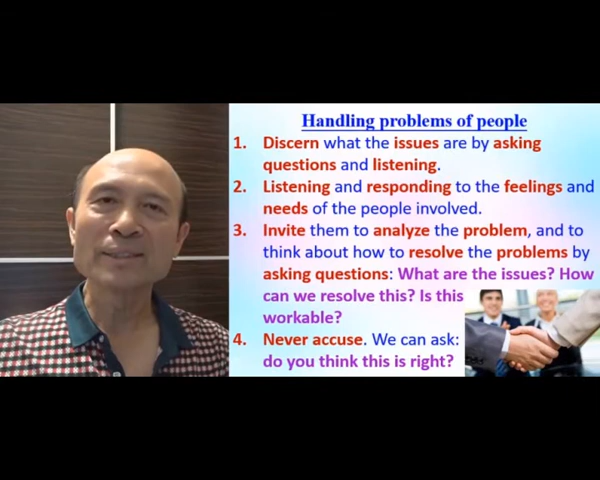 Handling problems of people
1. Discern what the issues are by asking
questions and listening.
2. Listening and responding to the feelings and
needs of the people involved.
3. Invite them to analyze the problem, and to
think about how to resolve the problems by
asking questions: What are the issues? How
can we resolve this? Is this
workable?
4. Never accuse. We can ask:
do you think this is right?